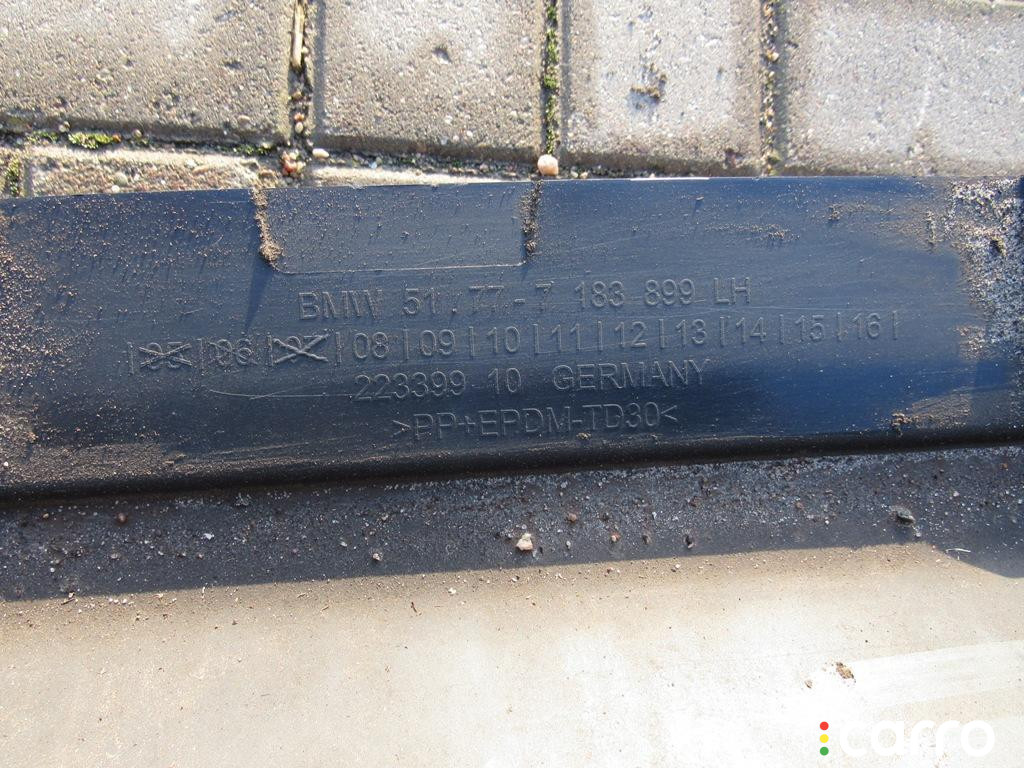 BMW 51.77-7 183 899 LH
|05|06|07|08|09|10|11|12|13|14|15|16|
223399 10 GERMANY
>PP+EPDM-TD30<
carro